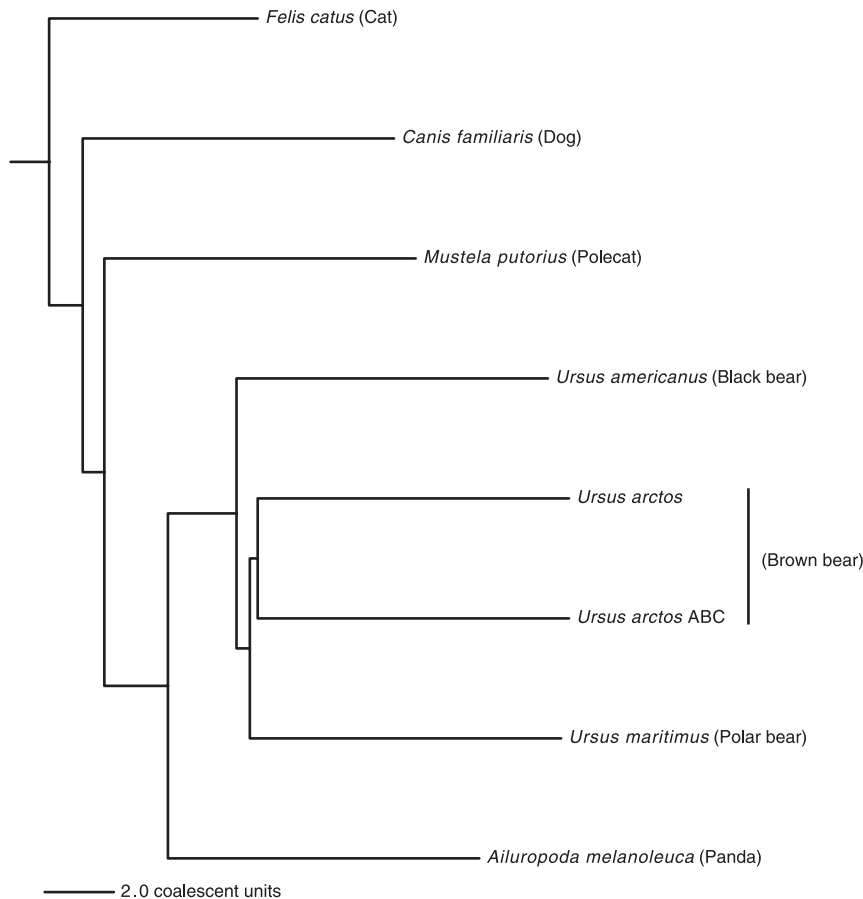 Felis catus (Cat)
Canis familiaris (Dog)
Mustela putorius (Polecat)
Ursus americanus (Black bear)
Ursus arctos
(Brown bear)
Ursus arctos ABC
Ursus maritimus (Polar bear)
Ailuropoda melanoleuca (Panda)
2.0 coalescent units